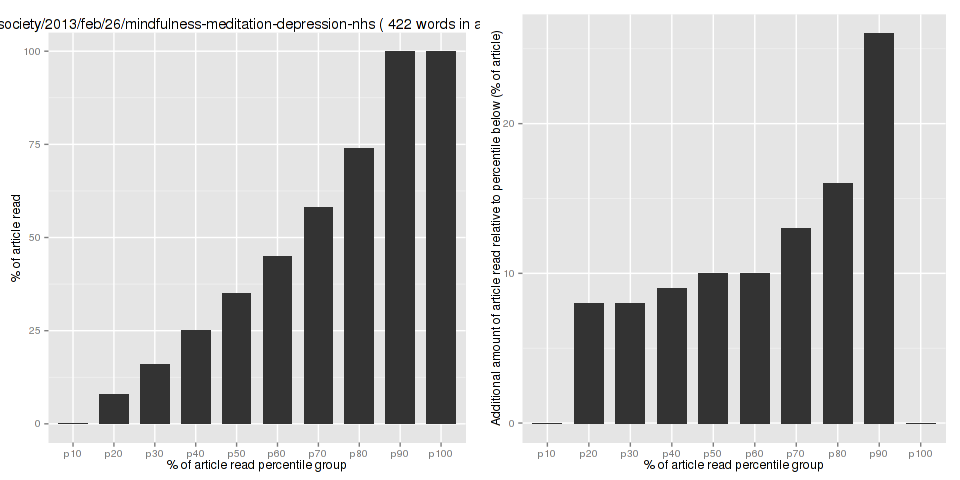 society/2013/feb/26/mindfulness-meditation-depression-nhs ( 422 words in a
% of article read
100
75
50
25
0
p10 p20 p30 p40 p50 p60 p70 p80 p90 p100
% of article read percentile group
Additional amount of article read relative to percentile below (% of article)
20
10
0
p10 p20 p30 p40 p50 p60 p70 p80 p90 p100
% of article read percentile group